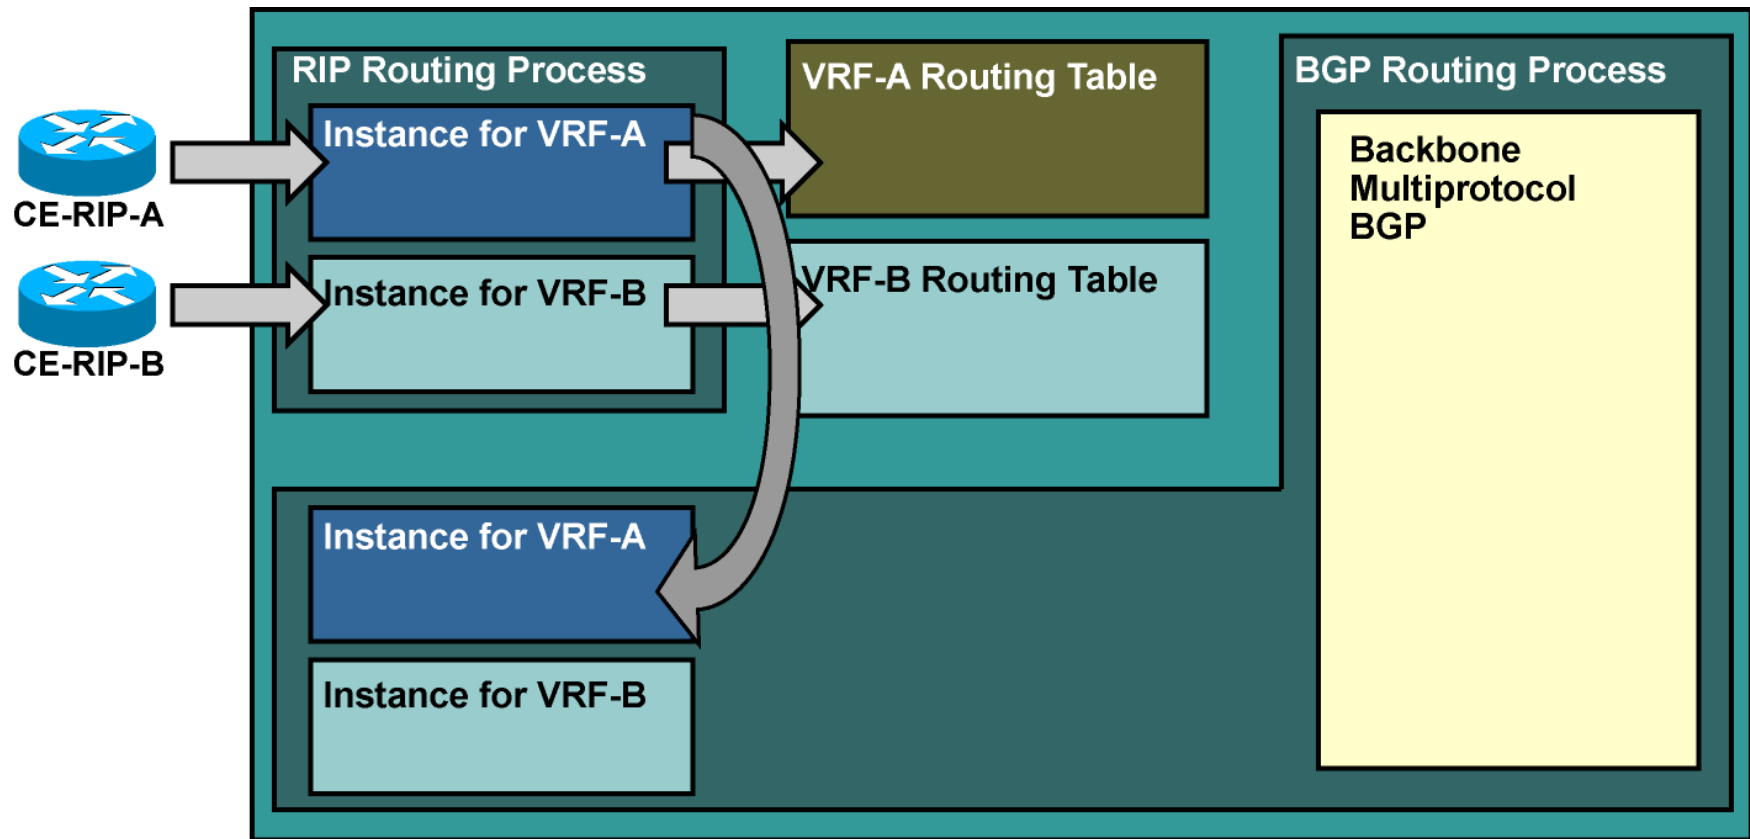 RIP Routing Process
VRF-A Routing Table
BGP Routing Process
Instance for VRF-A
Backbone
Multiprotocol
BGP
CE-RIP-A
Instance for VRF-B
VRF-B Routing Table
CE-RIP-B
Instance for VRF-A
Instance for VRF-B